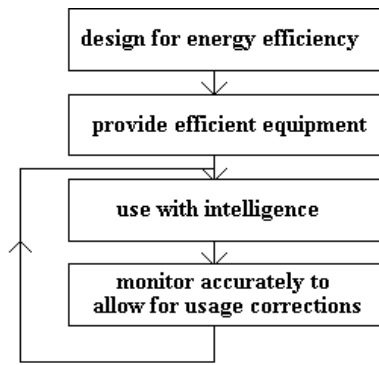 design for energy efficiency
provide efficient equipment
use with intelligence
monitor accurately to
allow for usage corrections